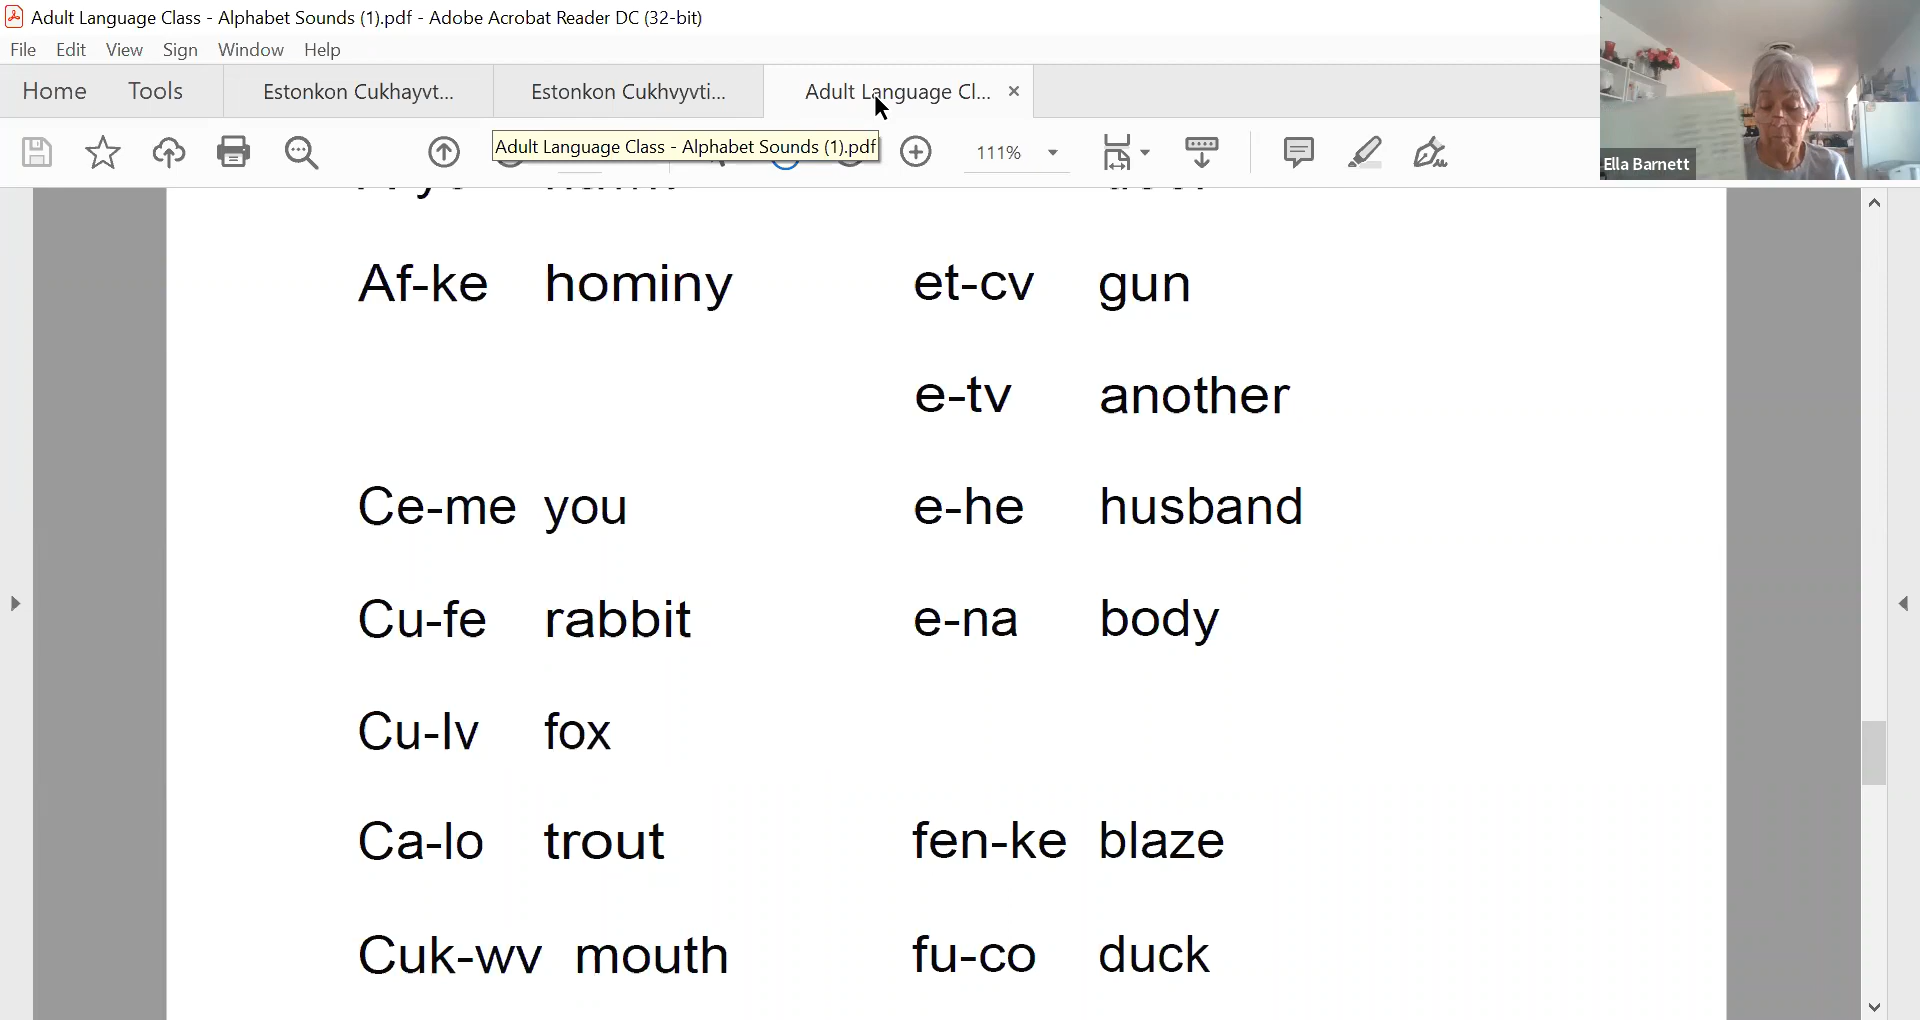 Adult Language Class - Alphabet Sounds (1).pdf - Adobe Acrobat Reader DC (32-bit)
File Edit View Sign Window Help
Home Tools Estonkon Cukhayvt... Estonkon Cukhvyvti... Adult Language Cl... ×
Adult Language Class - Alphabet Sounds (1).pdf
111%
Ella Barnett
Af-ke hominy et-cv gun
e-tv another
Ce-me you e-he husband
Cu-fe rabbit e-na body
Cu-lv fox
Ca-lo trout fen-ke blaze
Cuk-wv mouth fu-co duck